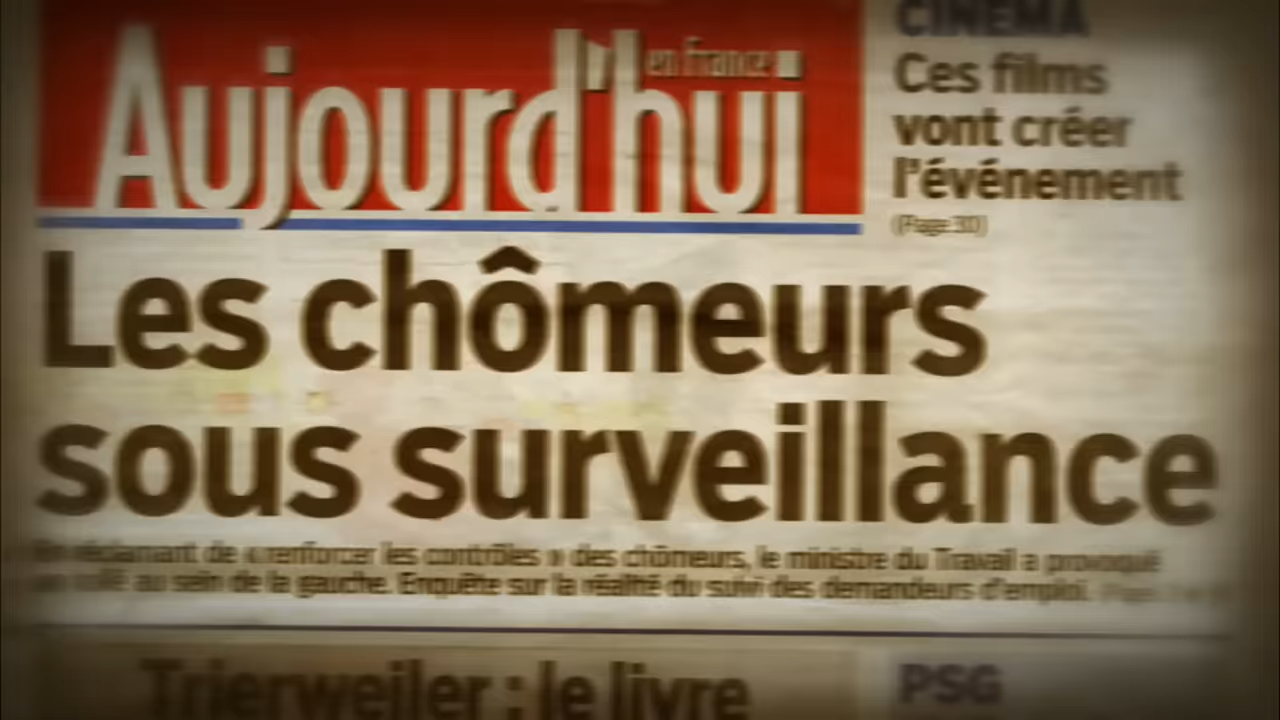 Aujourd'hui
en france
CINÉMA
Ces films
vont créer
l'événement
(Page 30)
Les chômeurs
sous surveillance
En réclamant de « renforcer les contrôles » des chômeurs, le ministre du Travail a provoqué
un tollé au sein de la gauche. Enquête sur la réalité du suivi des demandeurs d'emploi.
Trierweiler : le livre
PSG